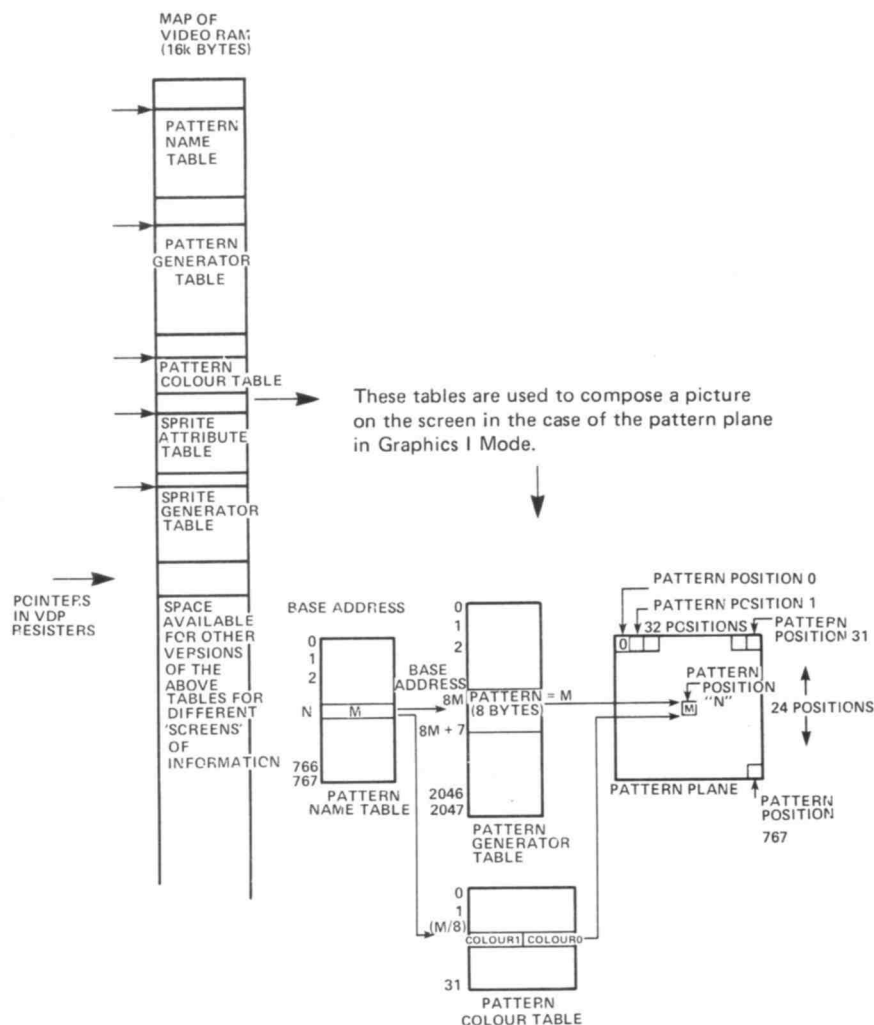 MAP OF
VIDEO RAM
(16k BYTES)
PATTERN
NAME
TABLE
PATTERN
GENERATOR
TABLE
PATTERN
COLOUR TABLE
SPRITE
ATTRIBUTE
TABLE
SPRITE
GENERATOR
TABLE
POINTERS
IN VDP
RESISTERS
SPACE
AVAILABLE
FOR OTHER
VERSIONS
OF THE
ABOVE
TABLES FOR
DIFFERENT
'SCREENS'
OF
INFORMATION
These tables are used to compose a picture
on the screen in the case of the pattern plane
in Graphics I Mode.
BASE ADDRESS
0
1
2
N
M
766
767
PATTERN
NAME TABLE
BASE
ADDRESS
0
1
2
8M
PATTERN = M
(8 BYTES)
8M + 7
2046
2047
PATTERN
GENERATOR
TABLE
0
1
(M/8)
COLOUR1
COLOUR0
31
PATTERN
COLOUR TABLE
PATTERN POSITION 0
PATTERN POSITION 1
32 POSITIONS
PATTERN
POSITION 31
0
PATTERN
POSITION
"N"
M
24 POSITIONS
PATTERN PLANE
PATTERN
POSITION
767